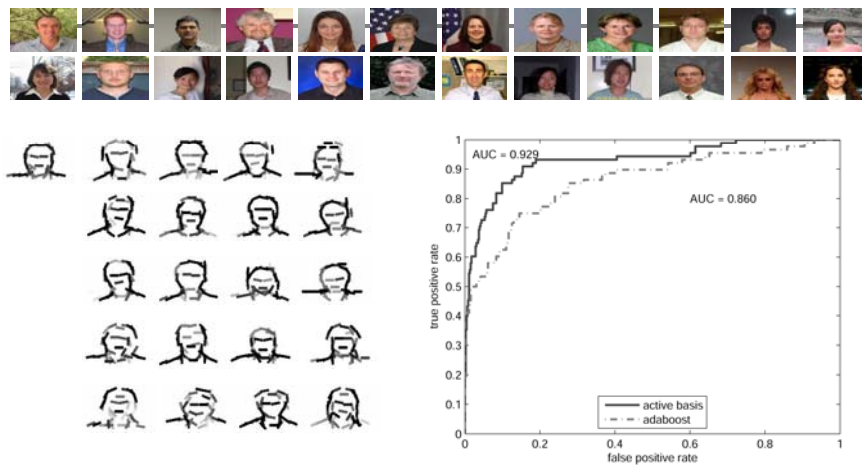 AUC = 0.929
AUC = 0.860
true positive rate
1
0.9
0.8
0.7
0.6
0.5
0.4
0.3
0.2
0.1
0
active basis
adaboost
0 0.2 0.4 0.6 0.8 1
false positive rate